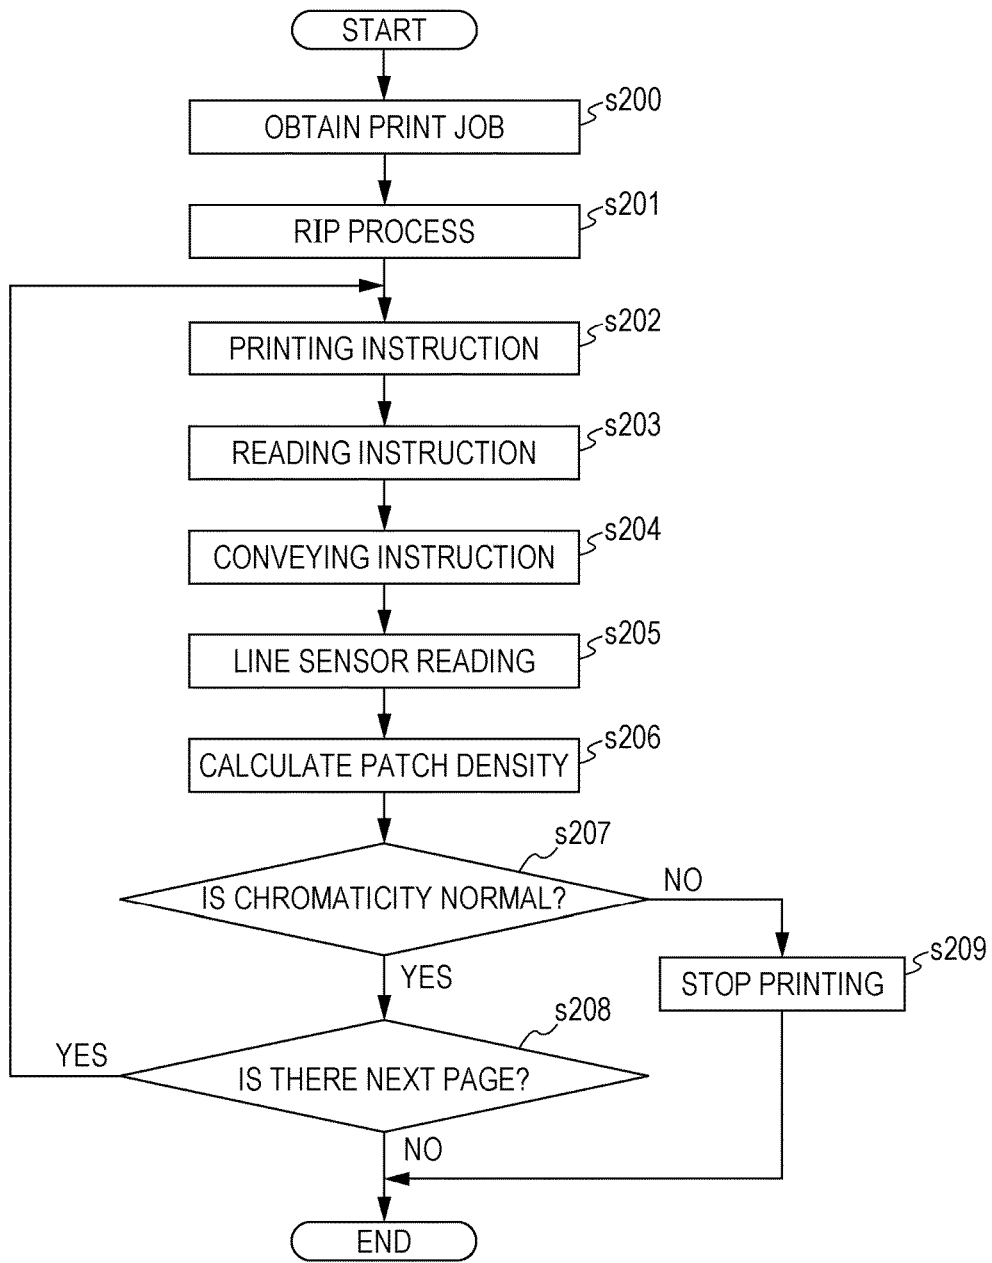 START
s200
OBTAIN PRINT JOB
s201
RIP PROCESS
s202
PRINTING INSTRUCTION
s203
READING INSTRUCTION
s204
CONVEYING INSTRUCTION
s205
LINE SENSOR READING
s206
CALCULATE PATCH DENSITY
s207
IS CHROMATICITY NORMAL?
NO
s209
STOP PRINTING
YES
s208
IS THERE NEXT PAGE?
YES
NO
END